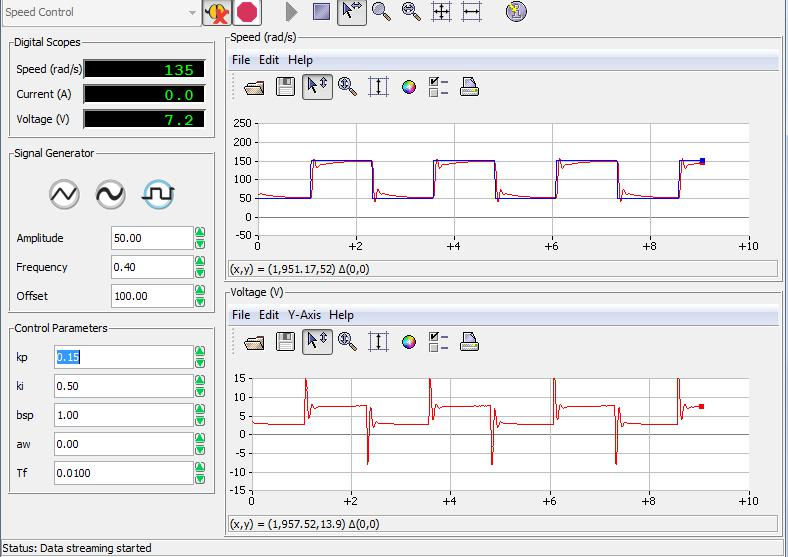 Speed Control
Digital Scopes
Speed (rad/s) 135
Current (A) 0.0
Voltage (V) 7.2
Signal Generator
Amplitude 50.00
Frequency 0.40
Offset 100.00
Control Parameters
kp 0.15
ki 0.50
bsp 1.00
aw 0.00
Tf 0.0100
Speed (rad/s)
File Edit Help
250
200
150
100
50
0
-50
0 +2 +4 +6 +8 +10
(x,y) = (1,951.17,52) Δ(0,0)
Voltage (V)
File Edit Y-Axis Help
15
10
5
0
-5
-10
-15
0 +2 +4 +6 +8 +10
(x,y) = (1,957.52,13.9) Δ(0,0)
Status: Data streaming started